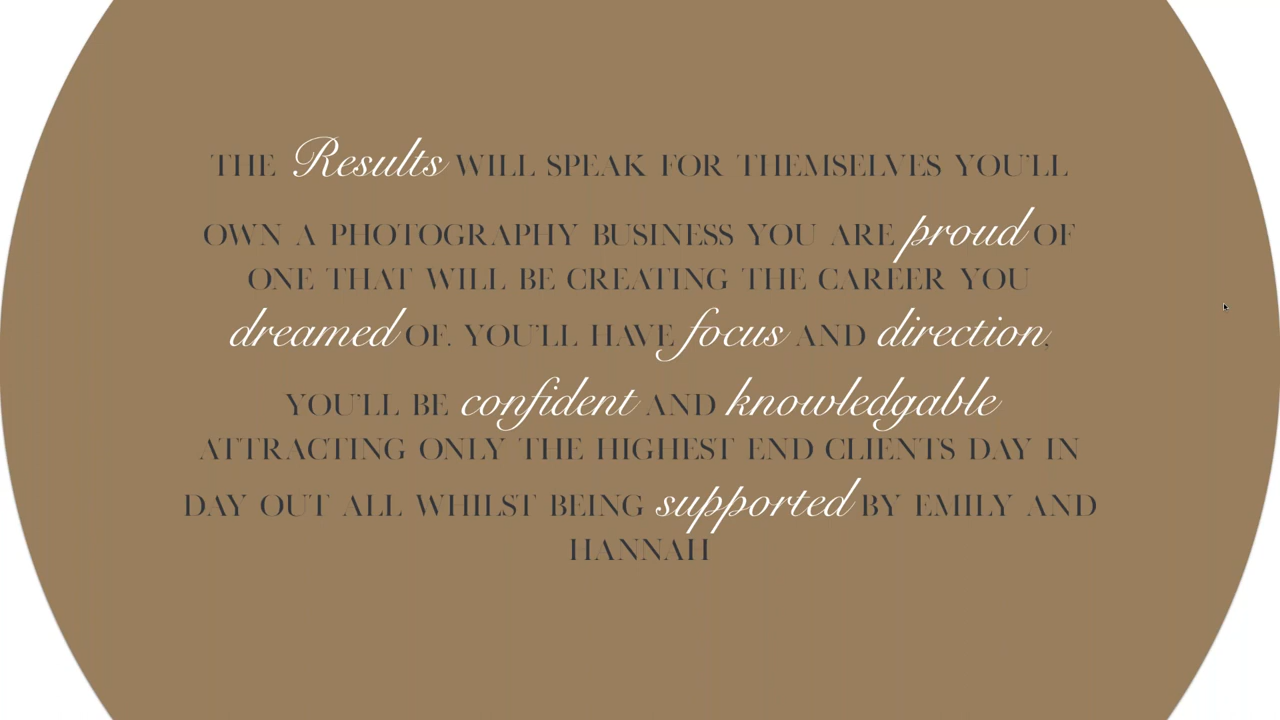 THE Results WILL SPEAK FOR THEMSELVES YOU'LL
OWN A PHOTOGRAPHY BUSINESS YOU ARE proud OF
ONE THAT WILL BE CREATING THE CAREER YOU
dreamed OF. YOU'LL HAVE focus AND direction,
YOU'LL BE confident AND knowledgable
ATTRACTING ONLY THE HIGHEST END CLIENTS DAY IN
DAY OUT ALL WHILST BEING supported BY EMILY AND
HANNAH